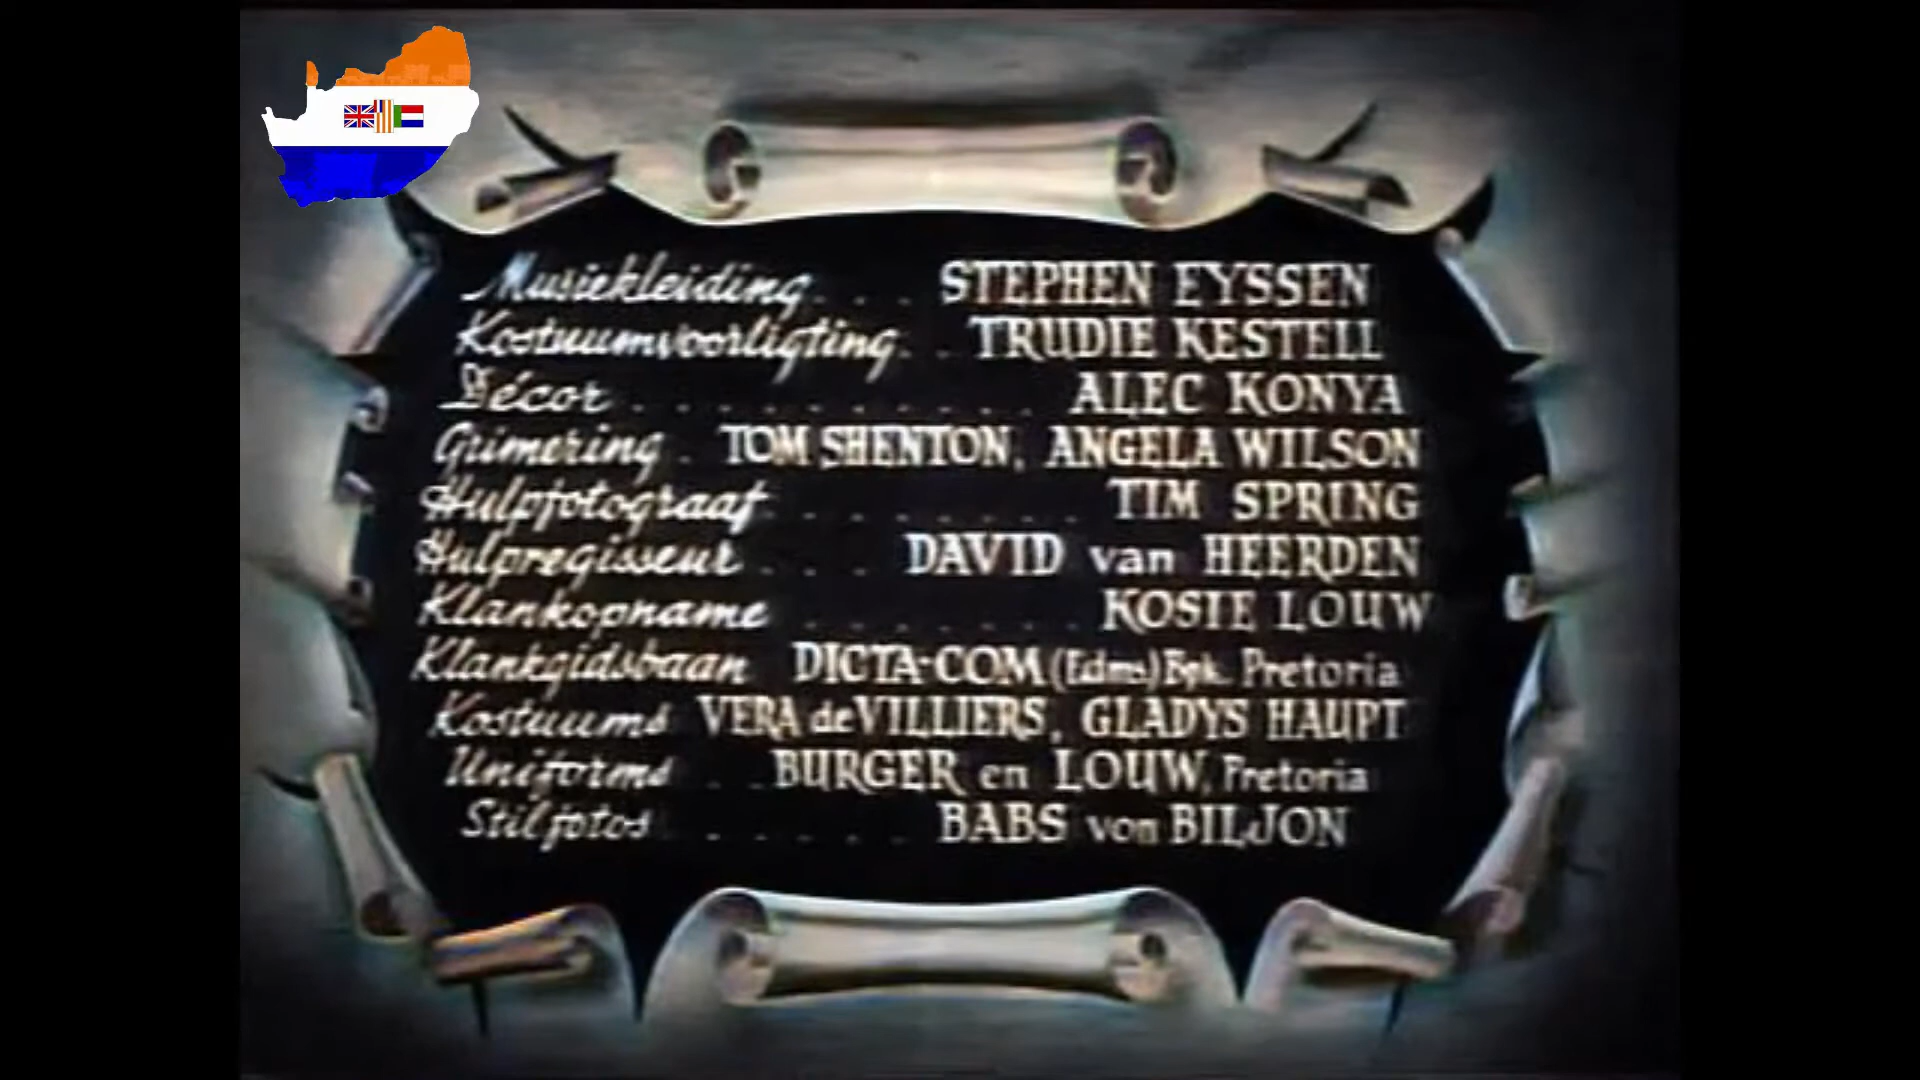 Musiekleiding . . . STEPHEN EYSSEN
Kostuumvoorligting . . TRUDIE KESTELL
Décor . . . . . . . . . . ALEC KONYA
Grimering . TOM SHENTON, ANGELA WILSON
Hulpfotograaf . . . . . . . TIM SPRING
Hulpregisseur . . . DAVID van HEERDEN
Klankopname . . . . . . . KOSIE LOUW
Klankgidsbaan DICTA-COM (Edms) Bpk. Pretoria
Kostuums VERA de VILLIERS, GLADYS HAUPT
Uniforms . . BURGER en LOUW, Pretoria
Stilfotos . . . . . . BABS von BILJON